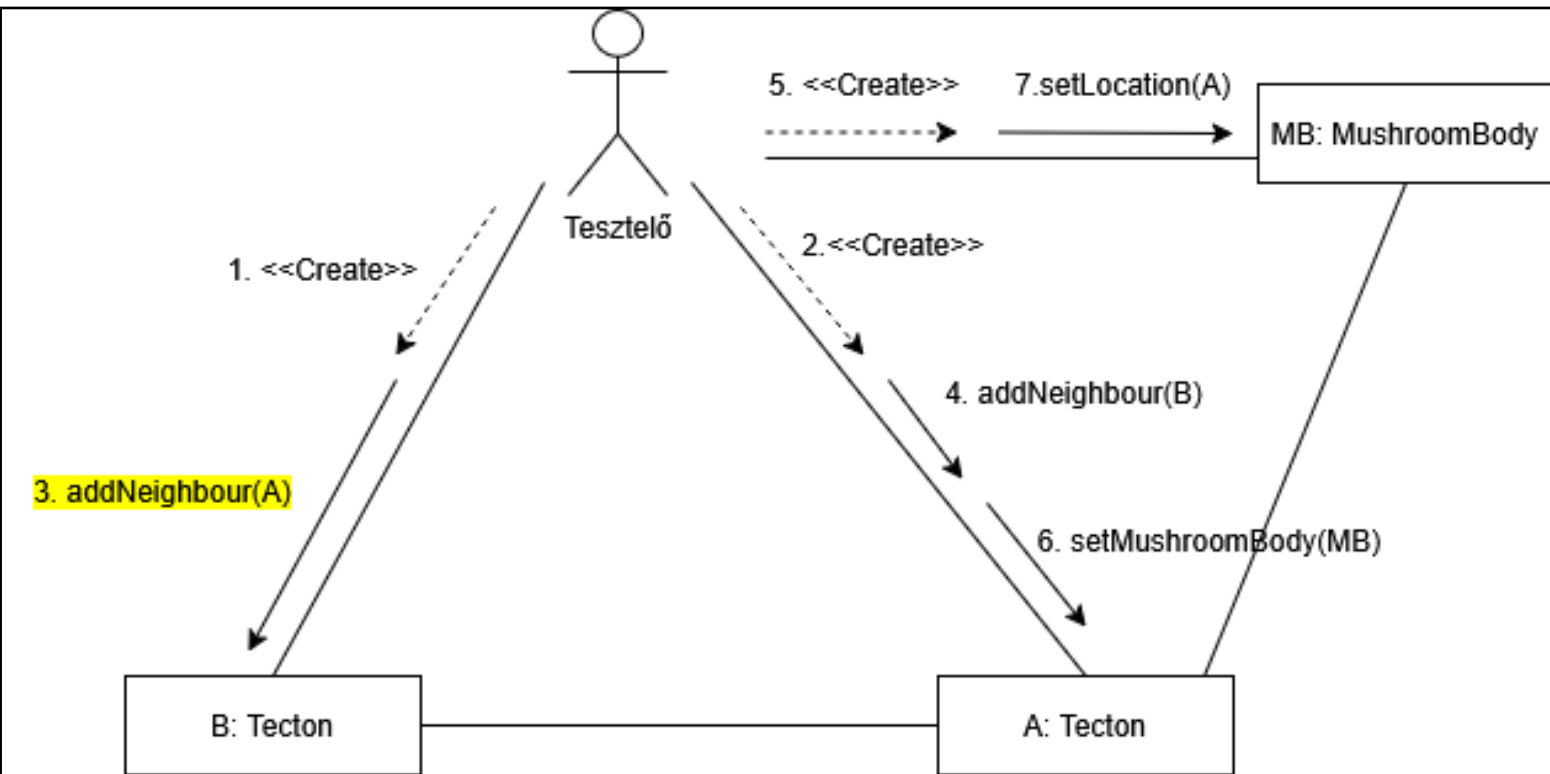 5. <<Create>>
7.setLocation(A)
MB: MushroomBody
Tesztelő
1. <<Create>>
2.<<Create>>
4. addNeighbour(B)
3. addNeighbour(A)
6. setMushroomBody(MB)
B: Tecton
A: Tecton